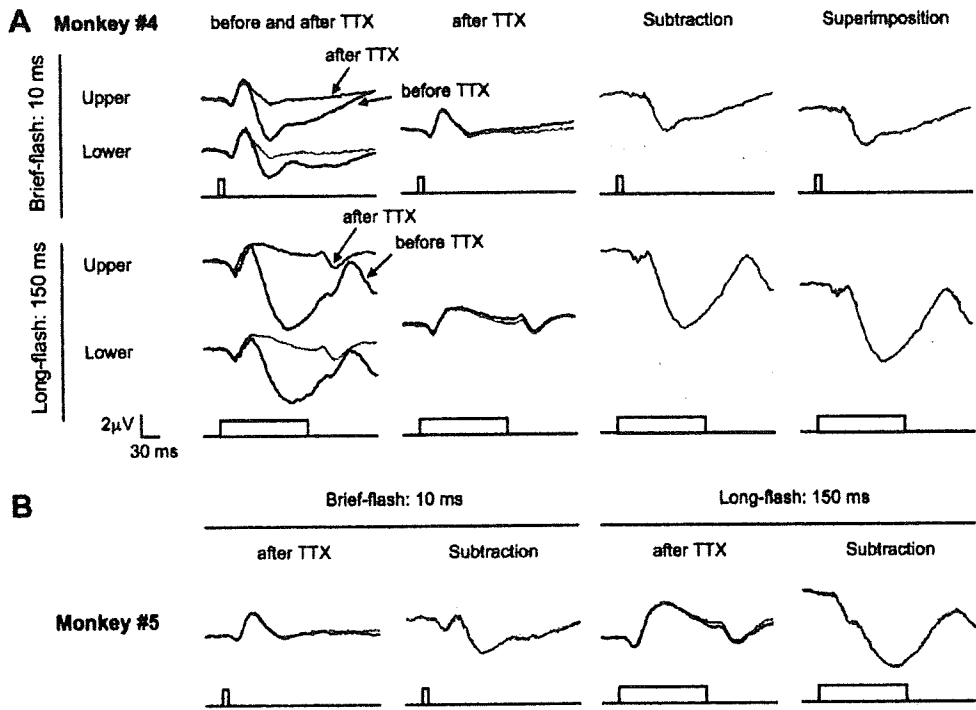 A Monkey #4 before and after TTX after TTX Subtraction Superimposition
Brief-flash: 10 ms
after TTX
before TTX
Upper
Lower
Long-flash: 150 ms
after TTX
before TTX
Upper
Lower
2μV
30 ms
B
Brief-flash: 10 ms Long-flash: 150 ms
after TTX Subtraction after TTX Subtraction
Monkey #5